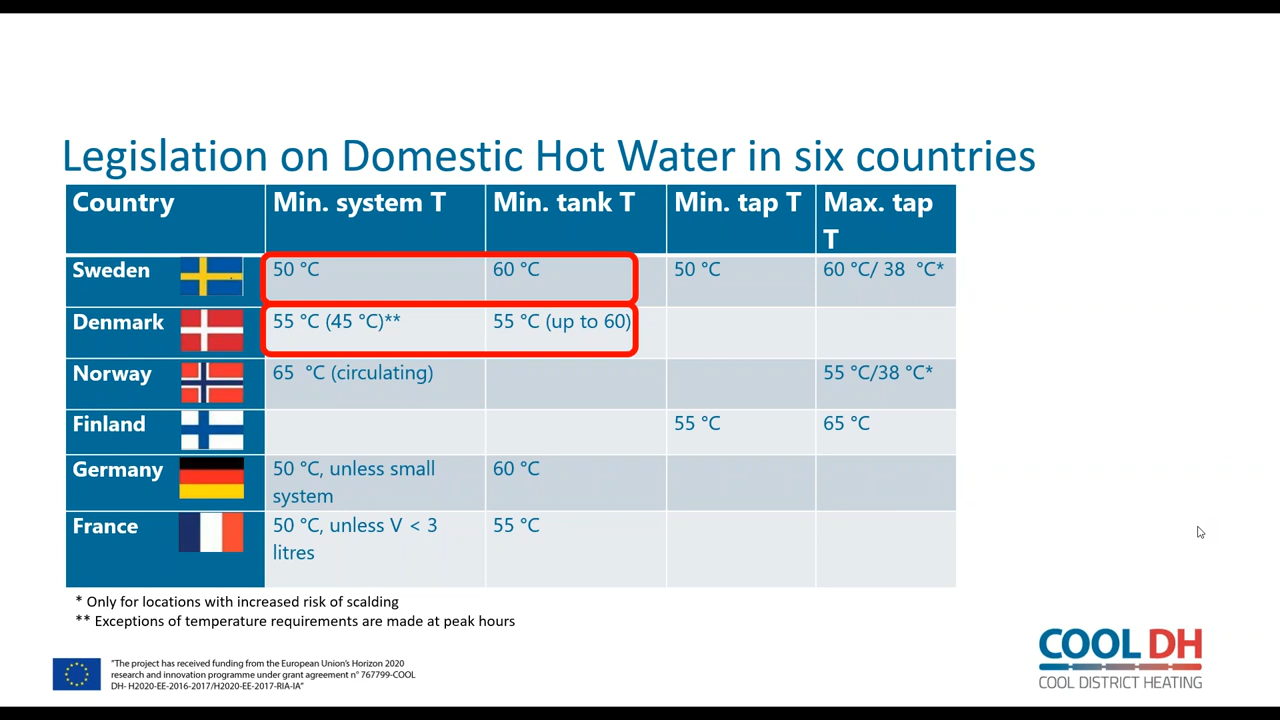 Legislation on Domestic Hot Water in six countries
Country Min. system T Min. tank T Min. tap T Max. tap
T
Sweden 50 °C 60 °C 50 °C 60 °C/ 38 °C*
Denmark 55 °C (45 °C)** 55 °C (up to 60)
Norway 65 °C (circulating) 55 °C/38 °C*
Finland 55 °C 65 °C
Germany 50 °C, unless small 60 °C
system
France 50 °C, unless V < 3 55 °C
litres
* Only for locations with increased risk of scalding
** Exceptions of temperature requirements are made at peak hours
"The project has received funding from the European Union's Horizon 2020
research and innovation programme under grant agreement n° 767799-COOL
DH- H2020-EE-2016-2017/H2020-EE-2017-RIA-IA"
COOL DH
COOL DISTRICT HEATING